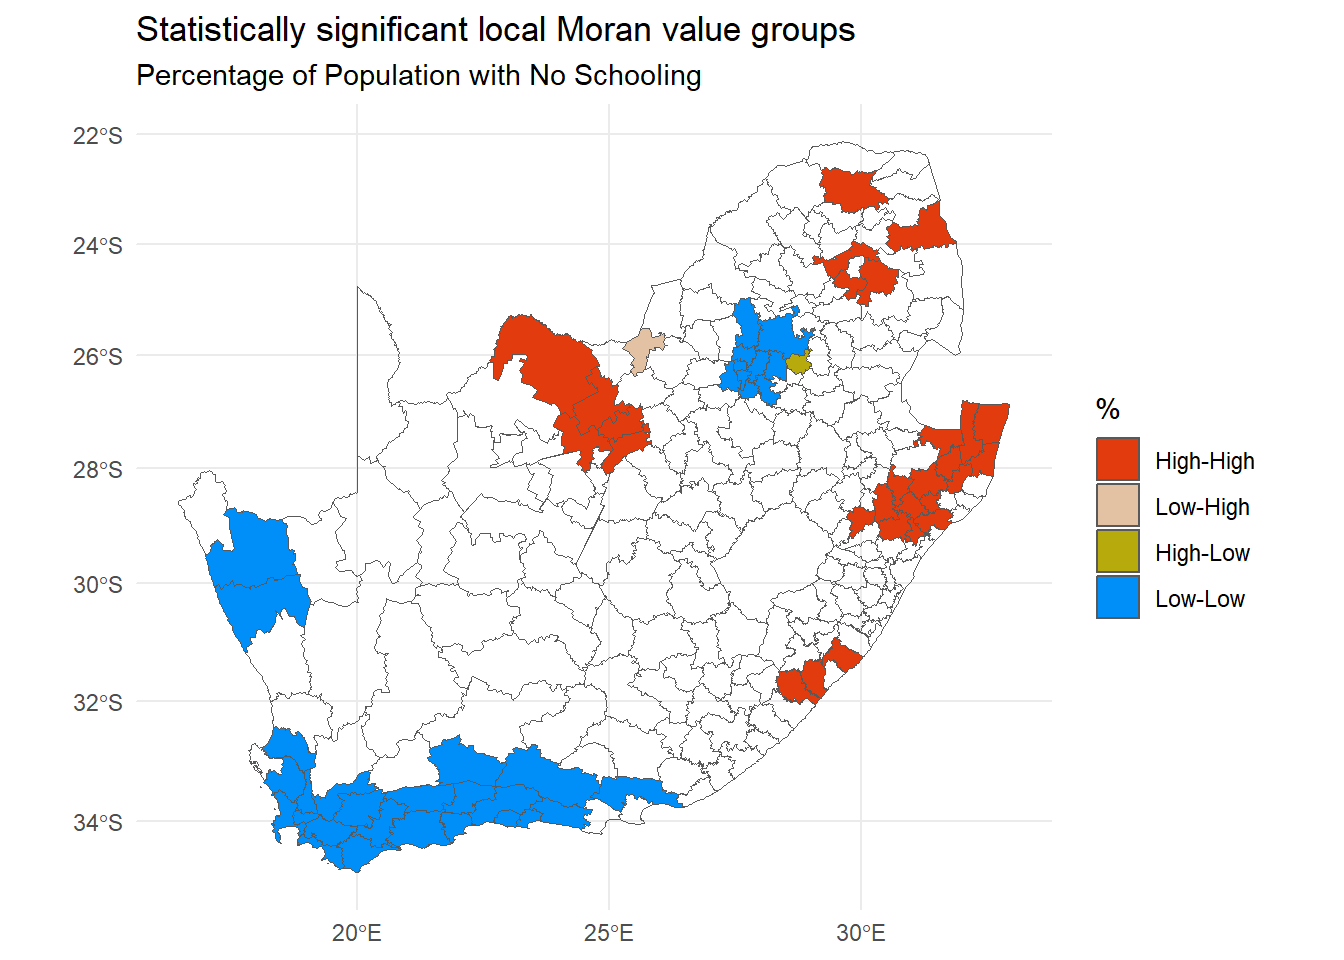 Statistically significant local Moran value groups
Percentage of Population with No Schooling
22°S
24°S
26°S
28°S
30°S
32°S
34°S
20°E
25°E
30°E
%
High-High
Low-High
High-Low
Low-Low